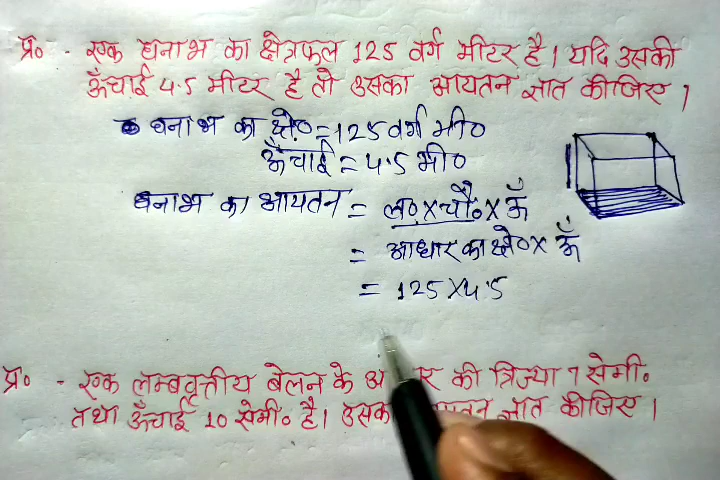 प्र० - एक घनाभ का क्षेत्रफल 125 वर्ग मीटर है। यदि उसकी
ऊँचाई 4.5 मीटर है तो उसका आयतन ज्ञात कीजिए।
घनाभ का क्षे० = 125 वर्ग मी०
ऊँचाई = 4.5 मी०
घनाभ का आयतन = ल० × चौ० × ऊँ
= आधार का क्षे० × ऊँ
= 125 × 4.5
प्र० - एक लम्बवृत्तीय बेलन के की त्रिज्या 7 सेमी०
तथा ऊँचाई 10 सेमी० है। ज्ञात कीजिए।